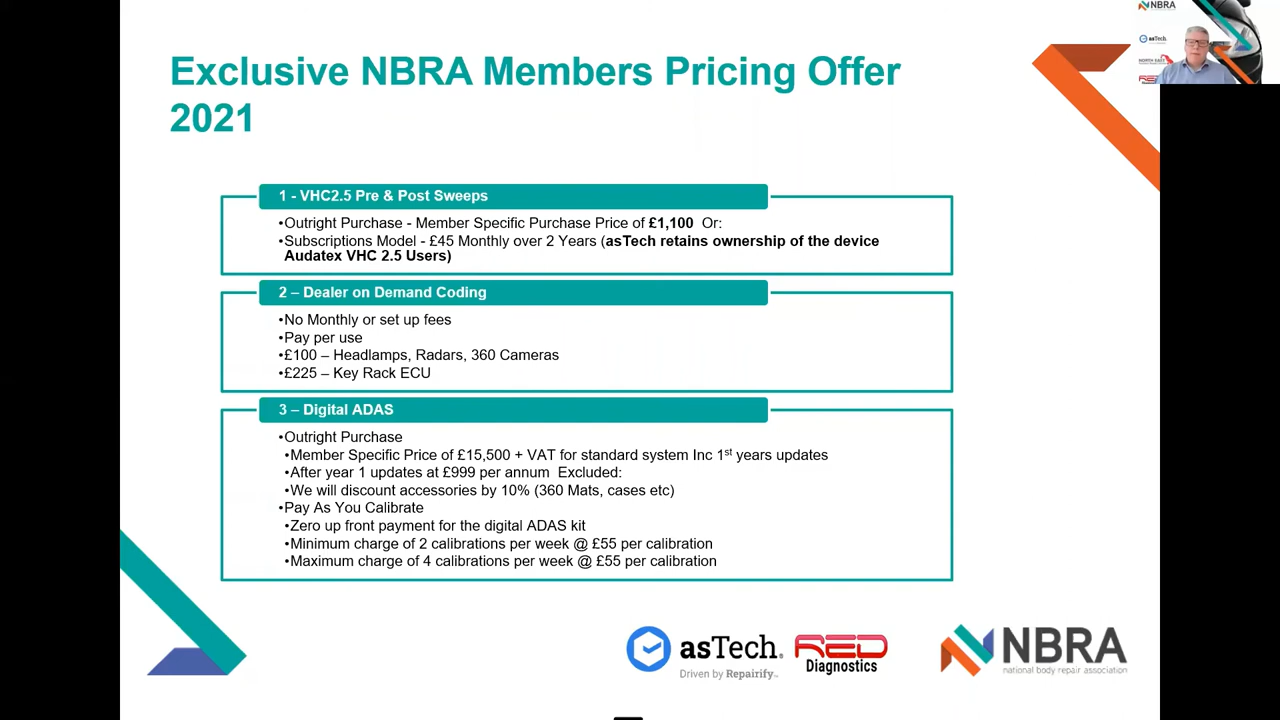 Exclusive NBRA Members Pricing Offer
2021
1 - VHC2.5 Pre & Post Sweeps
•Outright Purchase - Member Specific Purchase Price of £1,100 Or:
•Subscriptions Model - £45 Monthly over 2 Years (asTech retains ownership of the device
Audatex VHC 2.5 Users)
2 – Dealer on Demand Coding
•No Monthly or set up fees
•Pay per use
•£100 – Headlamps, Radars, 360 Cameras
•£225 – Key Rack ECU
3 – Digital ADAS
•Outright Purchase
•Member Specific Price of £15,500 + VAT for standard system Inc 1st years updates
•After year 1 updates at £999 per annum Excluded:
•We will discount accessories by 10% (360 Mats, cases etc)
•Pay As You Calibrate
•Zero up front payment for the digital ADAS kit
•Minimum charge of 2 calibrations per week @ £55 per calibration
•Maximum charge of 4 calibrations per week @ £55 per calibration
asTech.
Driven by Repairify™
RED
Diagnostics
NBRA
national body repair association
NBRA
asTech
NORTH EAST
RED